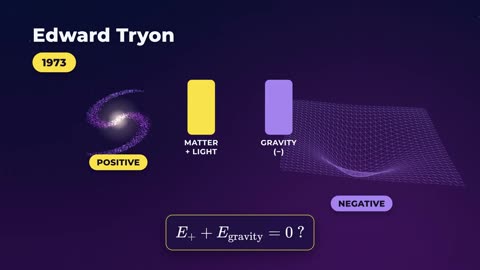 Edward Tryon
1973
MATTER
+ LIGHT
GRAVITY
(−)
POSITIVE
NEGATIVE
E₊ + E_gravity = 0 ?